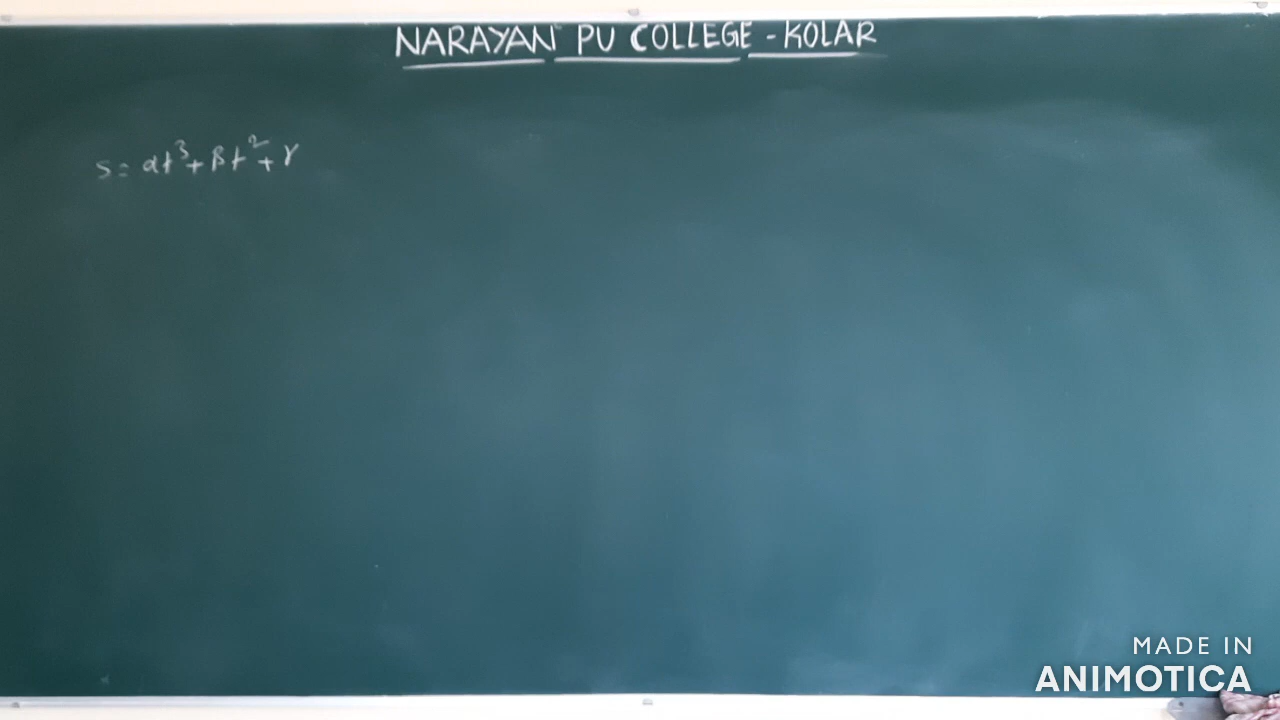 NARAYAN PU COLLEGE - KOLAR
s = αt³ + βt² + γ
MADE IN
ANIMOTICA